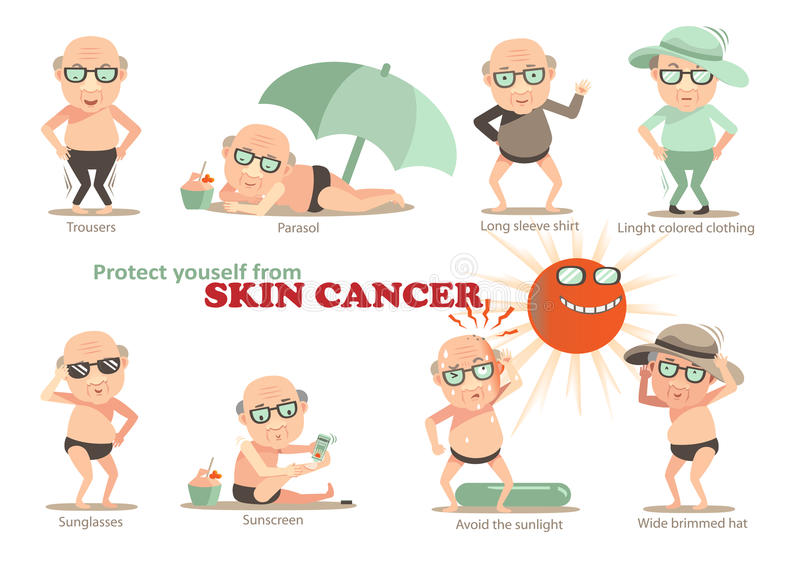 Trousers
Parasol
Long sleeve shirt
Linght colored clothing
Protect youself from
SKIN CANCER
Sunglasses
Sunscreen
Avoid the sunlight
Wide brimmed hat